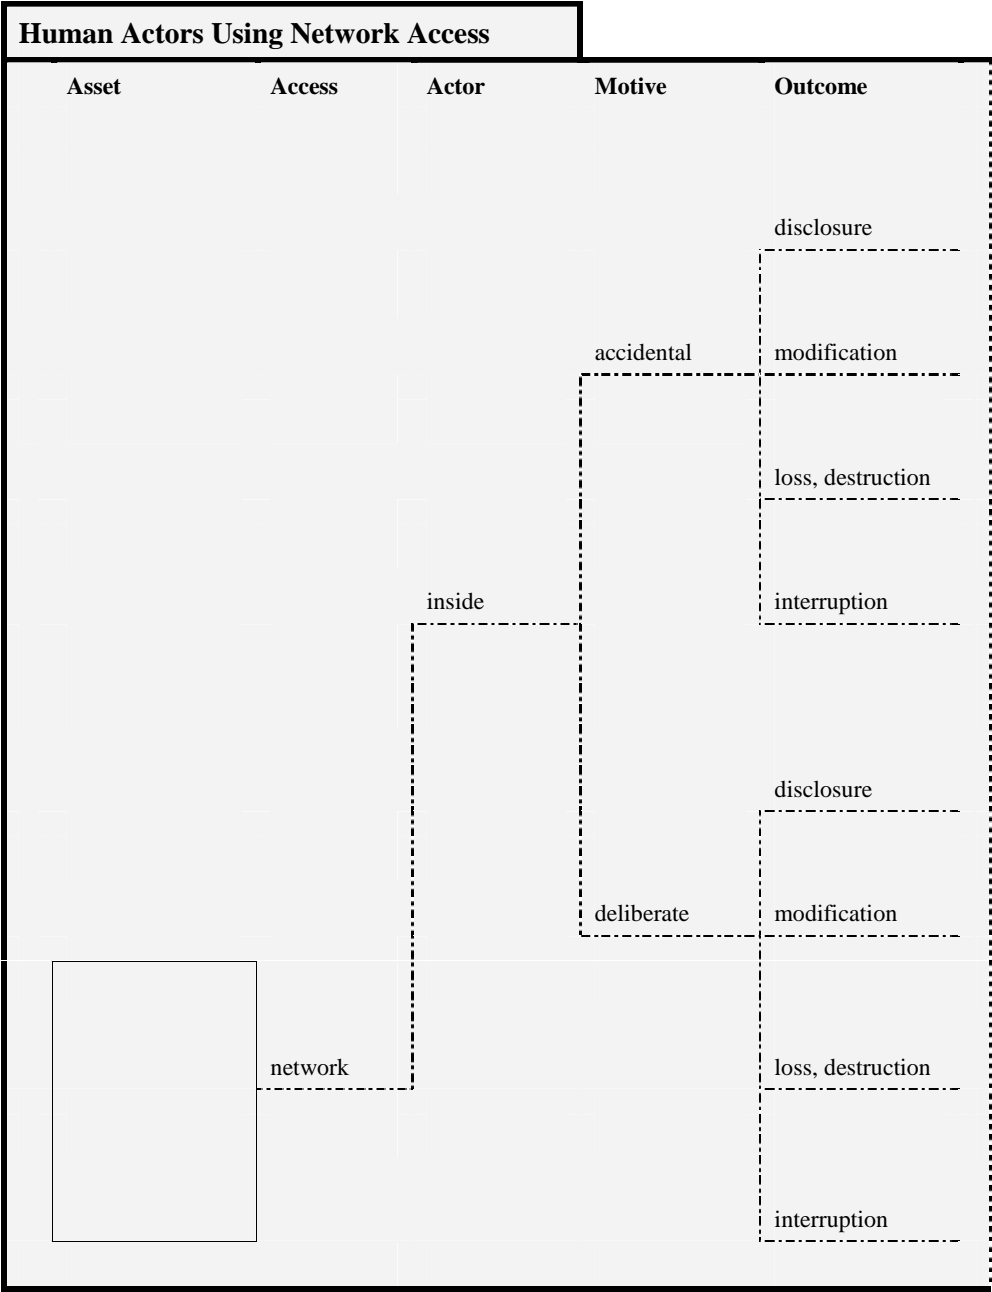 Human Actors Using Network Access
Asset Access Actor Motive Outcome
disclosure
accidental modification
loss, destruction
inside interruption
disclosure
deliberate modification
network loss, destruction
interruption